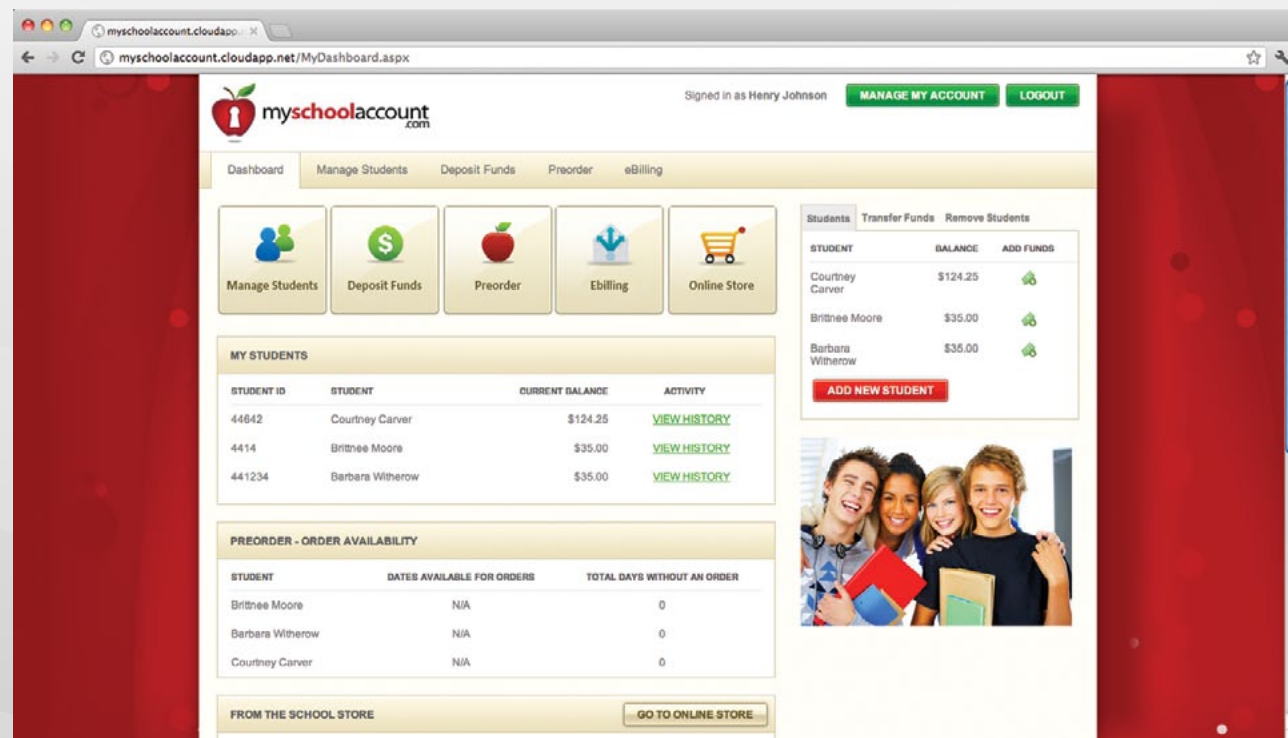 myschoolaccount.cloudapp.
myschoolaccount.cloudapp.net/MyDashboard.aspx
myschoolaccount
.com
Signed in as Henry Johnson
MANAGE MY ACCOUNT
LOGOUT
Dashboard Manage Students Deposit Funds Preorder eBilling
Manage Students
Deposit Funds
Preorder
Ebilling
Online Store
MY STUDENTS
STUDENT ID STUDENT CURRENT BALANCE ACTIVITY
44642 Courtney Carver $124.25 VIEW HISTORY
4414 Brittnee Moore $35.00 VIEW HISTORY
441234 Barbara Witherow $35.00 VIEW HISTORY
PREORDER - ORDER AVAILABILITY
STUDENT DATES AVAILABLE FOR ORDERS TOTAL DAYS WITHOUT AN ORDER
Brittnee Moore N/A 0
Barbara Witherow N/A 0
Courtney Carver N/A 0
FROM THE SCHOOL STORE
GO TO ONLINE STORE
Students Transfer Funds Remove Students
STUDENT BALANCE ADD FUNDS
Courtney $124.25
Carver
Brittnee Moore $35.00
Barbara $35.00
Witherow
ADD NEW STUDENT